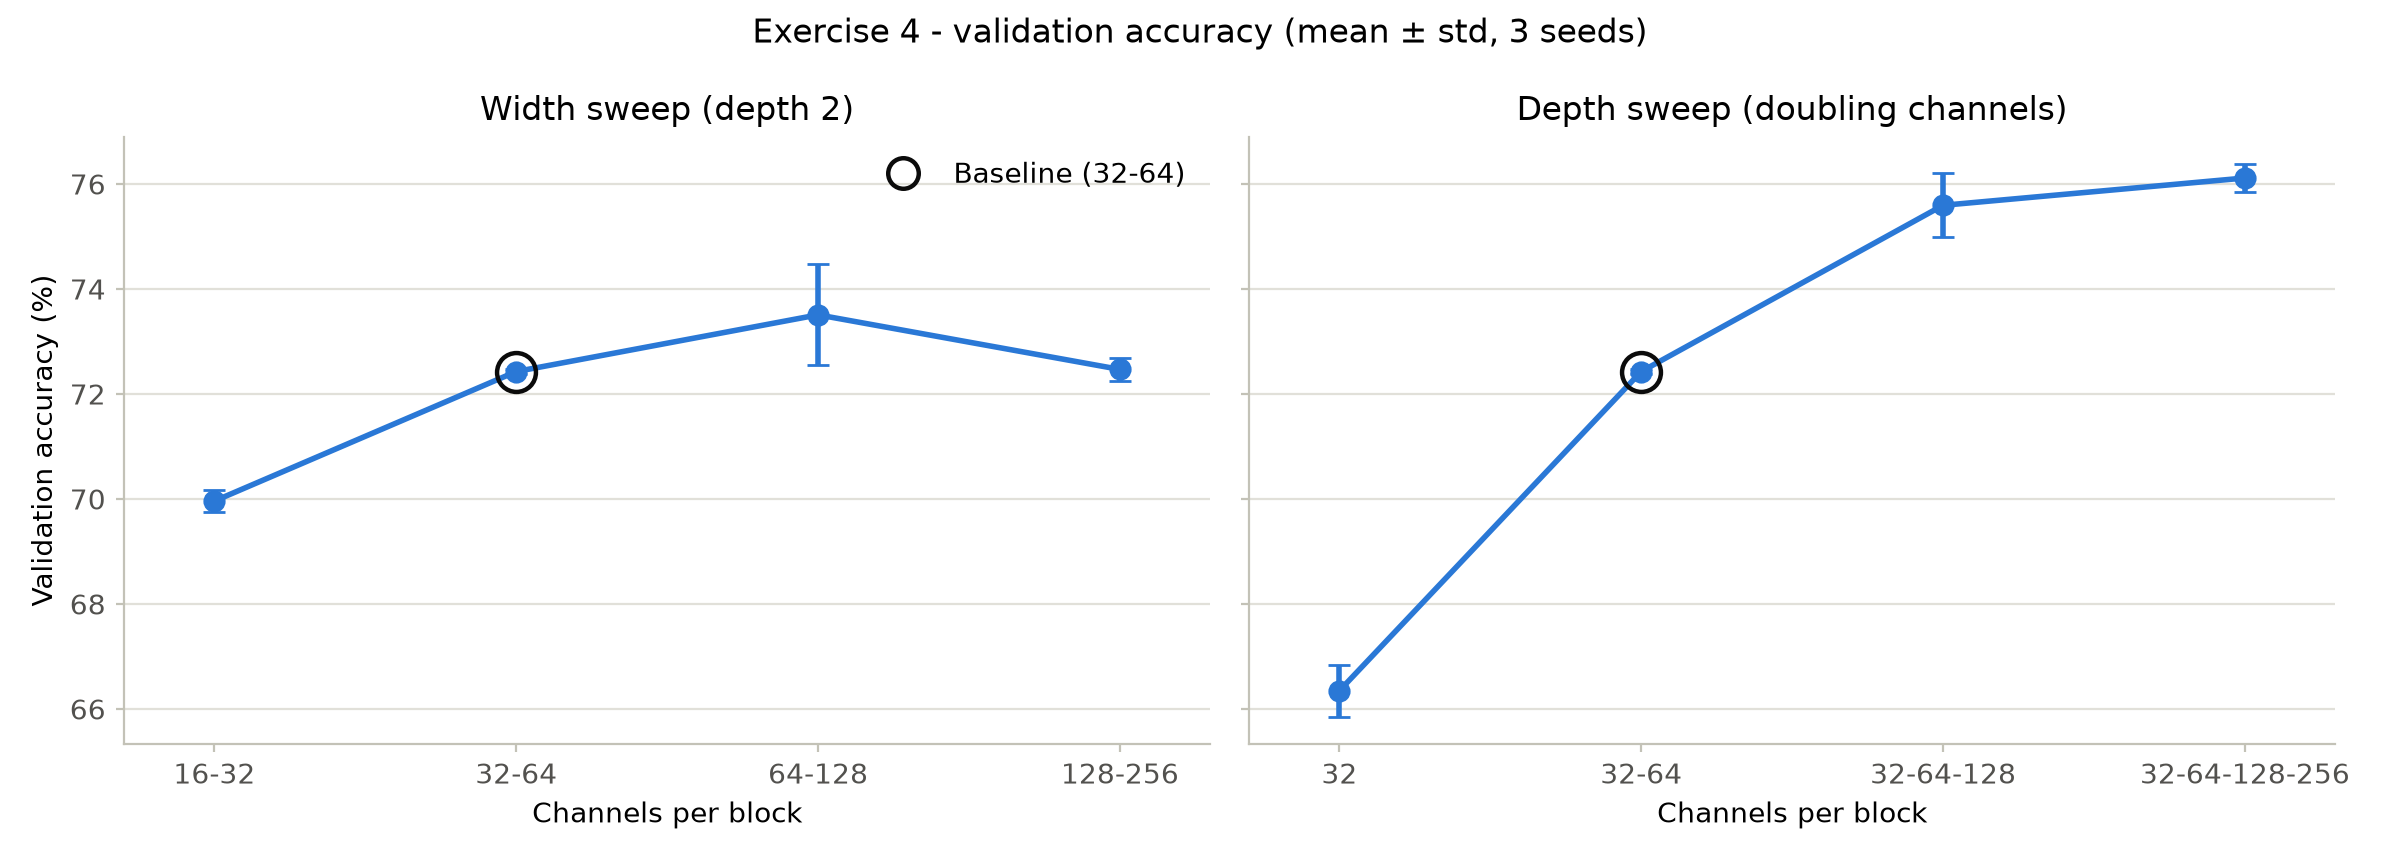 Exercise 4 - validation accuracy (mean ± std, 3 seeds)
Width sweep (depth 2)
Baseline (32-64)
Validation accuracy (%)
76
74
72
70
68
66
16-32 32-64 64-128 128-256
Channels per block
Depth sweep (doubling channels)
32 32-64 32-64-128 32-64-128-256
Channels per block